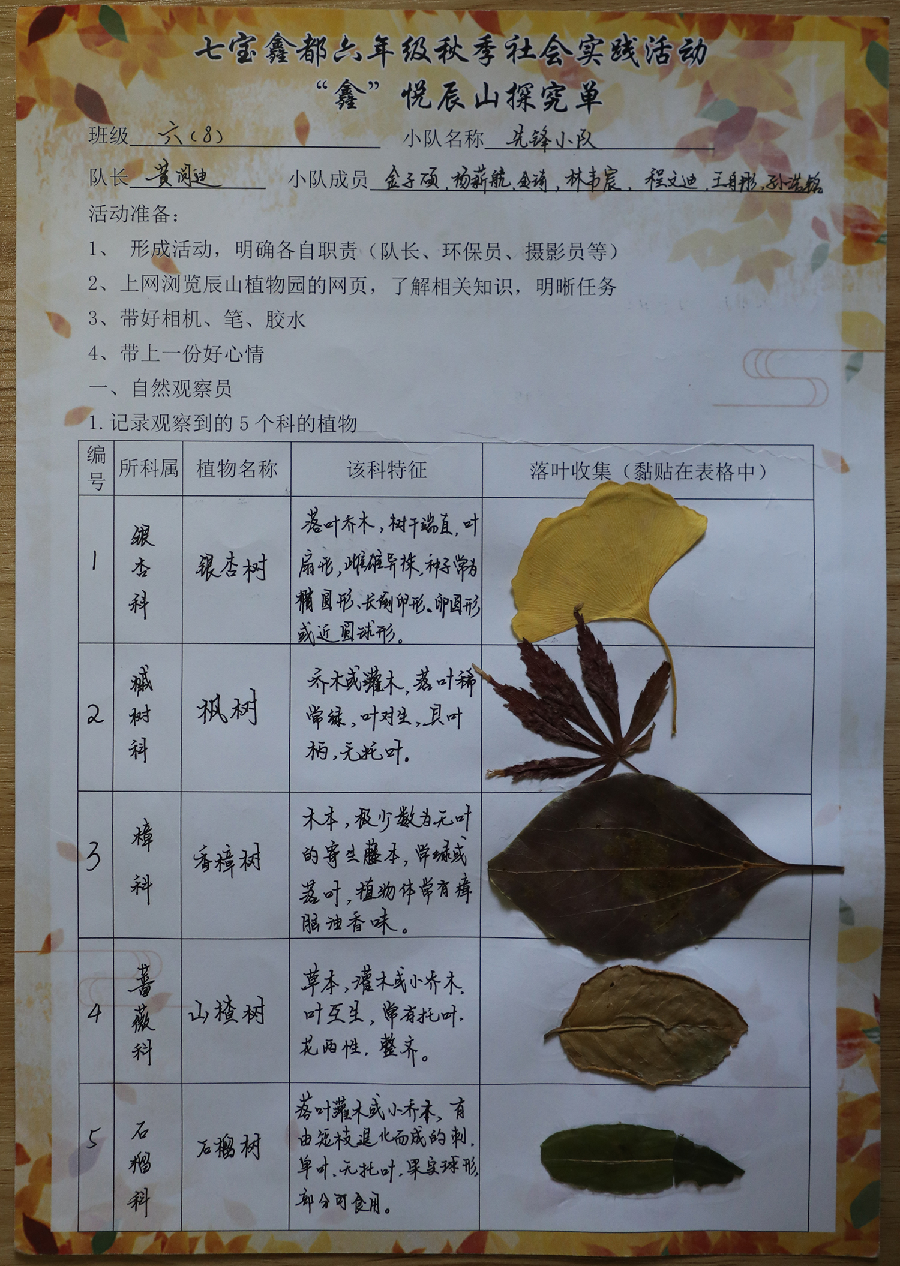 七宝鑫都六年级秋季社会实践活动
“鑫”悦辰山探究单
班级 六(8) 小队名称 先锋小队
队长 黄润迪 小队成员 金子硕,杨薪航,金琦,林韦宸,程文迪 王身彤,孙浩铭
活动准备:
1、 形成活动,明确各自职责(队长、环保员、摄影员等)
2、上网浏览辰山植物园的网页,了解相关知识,明晰任务
3、带好相机、笔、胶水
4、带上一份好心情
一、自然观察员
1.记录观察到的5个科的植物
编号 所科属 植物名称 该科特征 落叶收集(黏贴在表格中)
1
银
杏
科
银杏树
落叶乔木,树干端直,叶
扇形,雌雄异株,种子常为
椭圆形、长倒卵形、卵圆形
或近圆球形。
2
槭
树
科
枫树
乔木或灌木,落叶稀
常绿,叶对生,具叶
柄,无托叶。
3
樟
科
香樟树
木本,极少数为无叶
的寄生藤本,常绿或
落叶,植物体常有樟
脑油香味。
4
蔷
薇
科
山楂树
草本,灌木或小乔木.
叶互生,常有托叶.
花两性,整齐。
5
石
榴
科
石榴树
落叶灌木或小乔木,有
由短枝退化而成的刺.
单叶,无托叶,果实球形,
部分可食用。